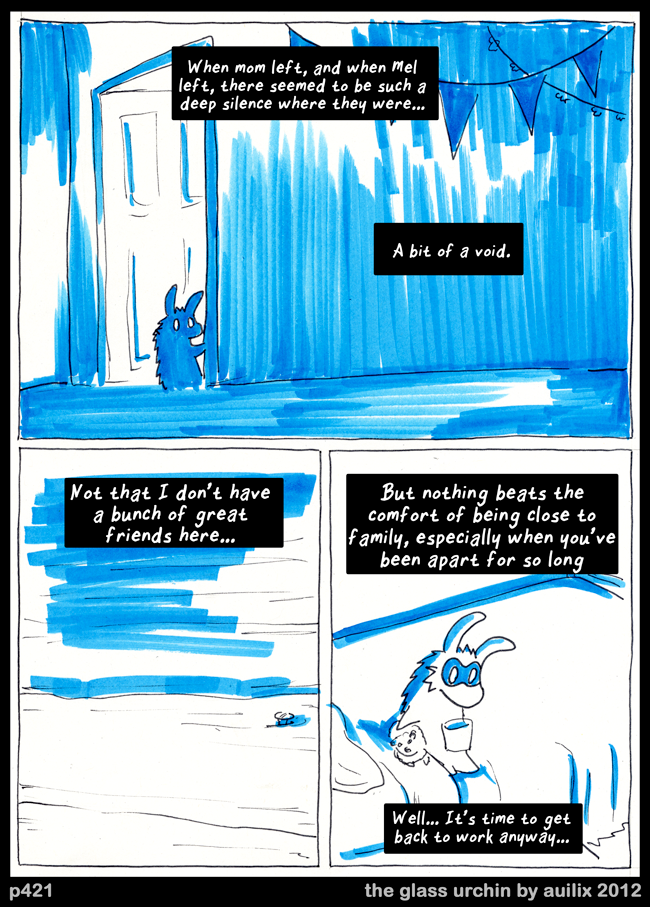 When mom left, and when Mel
left, there seemed to be such a
deep silence where they were...
A bit of a void.
Not that I don't have
a bunch of great
friends here...
But nothing beats the
comfort of being close to
family, especially when you've
been apart for so long
Well... It's time to get
back to work anyway...
p421
the glass urchin by auilix 2012